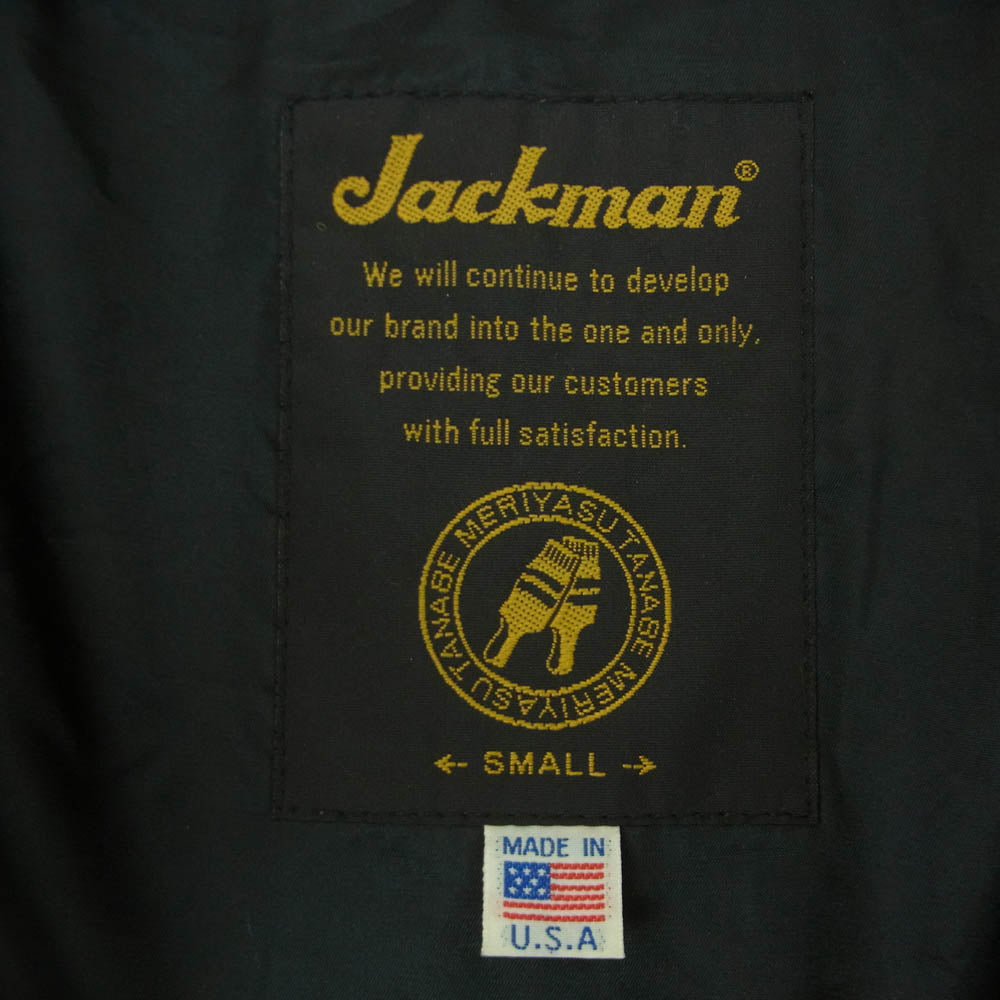 Jackman®
We will continue to develop
our brand into the one and only,
providing our customers
with full satisfaction.
MERIYASU TANABE MERIYASU TANABE
← SMALL →
MADE IN
U.S.A